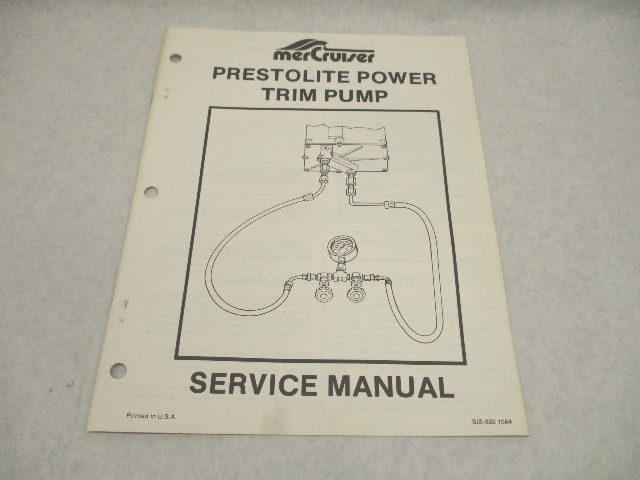 merCruiser
PRESTOLITE POWER
TRIM PUMP
SERVICE MANUAL
Printed in U.S.A.
SIS-892 1084